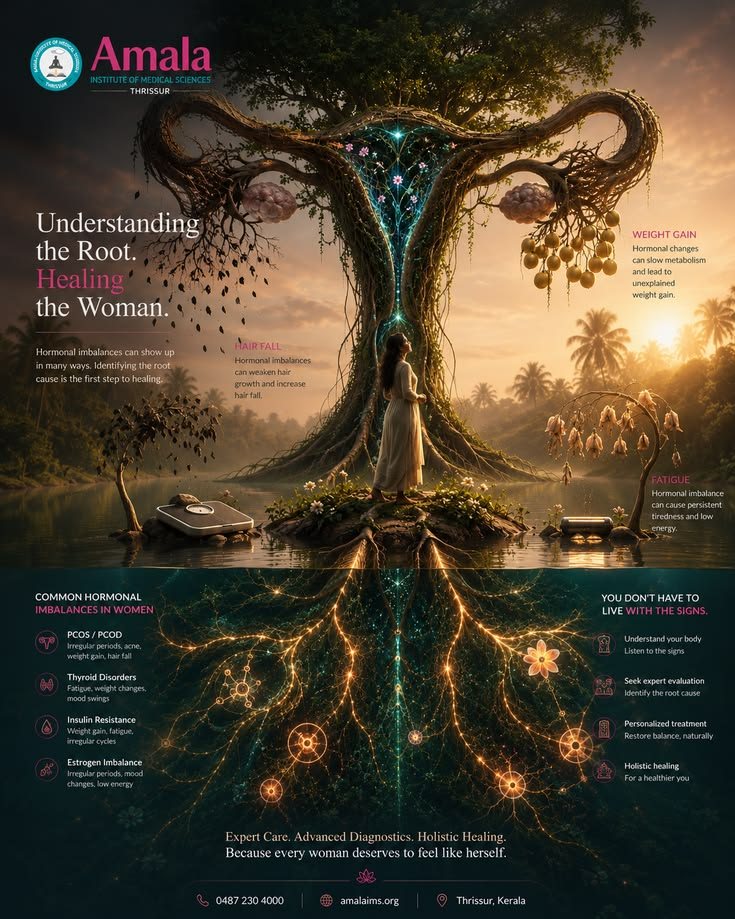 Amala
INSTITUTE OF MEDICAL SCIENCES
THRISSUR
Understanding
the Root.
Healing
the Woman.
Hormonal imbalances can show up
in many ways. Identifying the root
cause is the first step to healing.
HAIR FALL
Hormonal imbalances
can weaken hair
growth and increase
hair fall.
WEIGHT GAIN
Hormonal changes
can slow metabolism
and lead to
unexplained
weight gain.
FATIGUE
Hormonal imbalance
can cause persistent
tiredness and low
energy.
COMMON HORMONAL
IMBALANCES IN WOMEN
PCOS / PCOD
Irregular periods, acne,
weight gain, hair fall
Thyroid Disorders
Fatigue, weight changes,
mood swings
Insulin Resistance
Weight gain, fatigue,
irregular cycles
Estrogen Imbalance
Irregular periods, mood
changes, low energy
YOU DON'T HAVE TO
LIVE WITH THE SIGNS.
Understand your body
Listen to the signs
Seek expert evaluation
Identify the root cause
Personalized treatment
Restore balance, naturally
Holistic healing
For a healthier you
Expert Care. Advanced Diagnostics. Holistic Healing.
Because every woman deserves to feel like herself.
0487 230 4000
amalaims.org
Thrissur, Kerala